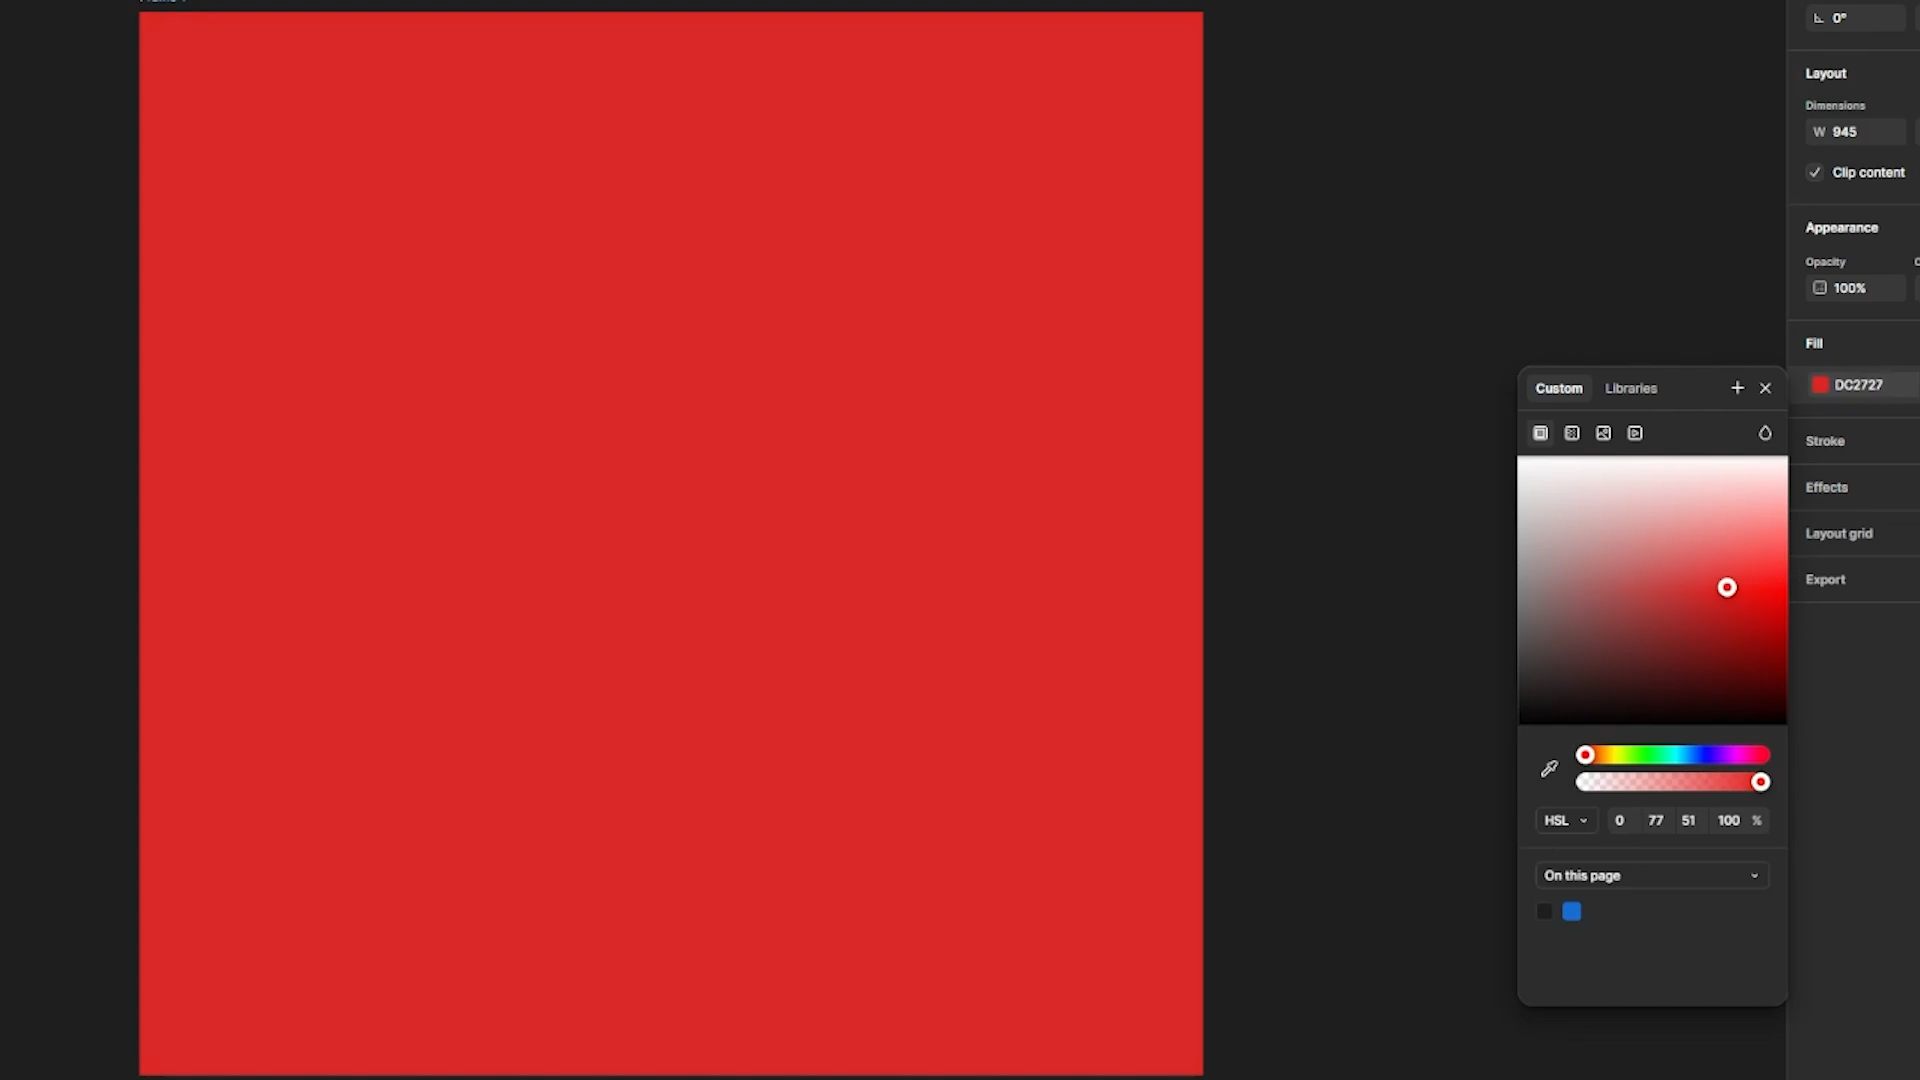 0°
Layout
Dimensions
W 945
Clip content
Appearance
Opacity
100%
Fill
Custom Libraries
DC2727
Stroke
Effects
Layout grid
Export
HSL 0 77 51 100 %
On this page